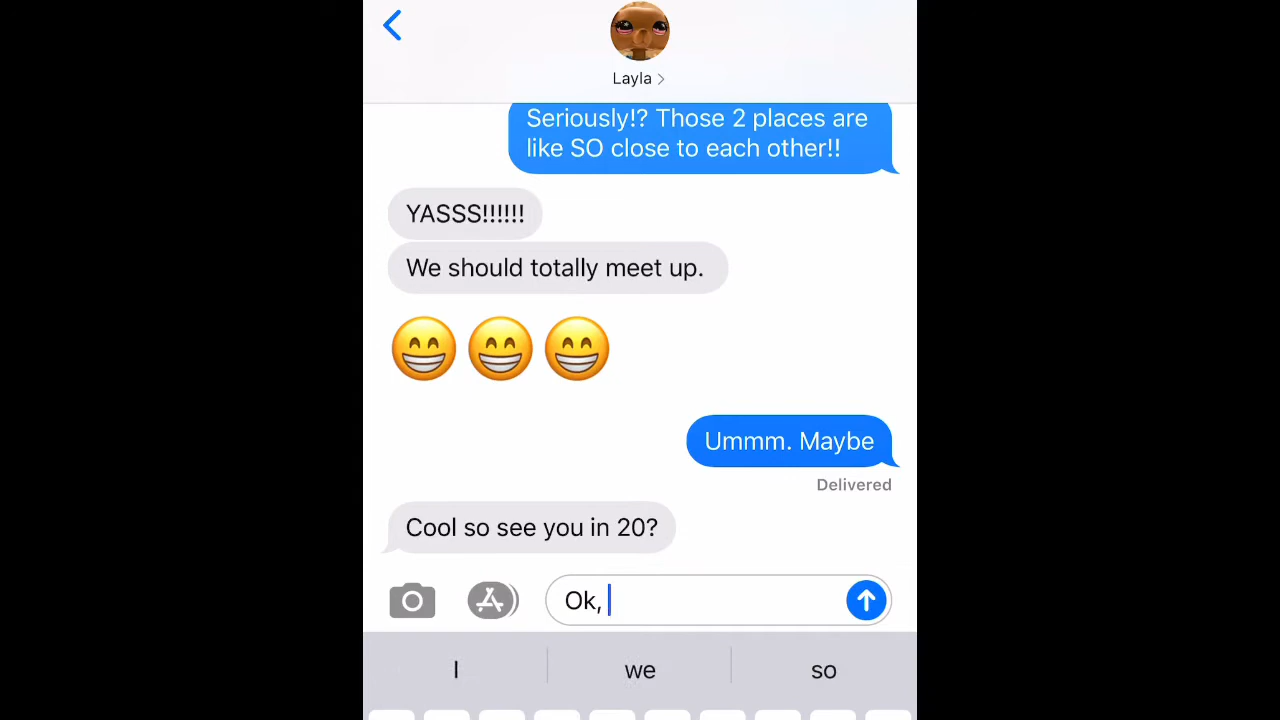 Layla >
Seriously!? Those 2 places are
like SO close to each other!!
YASSS!!!!!!
We should totally meet up.
😁😁😁
Ummm. Maybe
Delivered
Cool so see you in 20?
Ok,
I we so